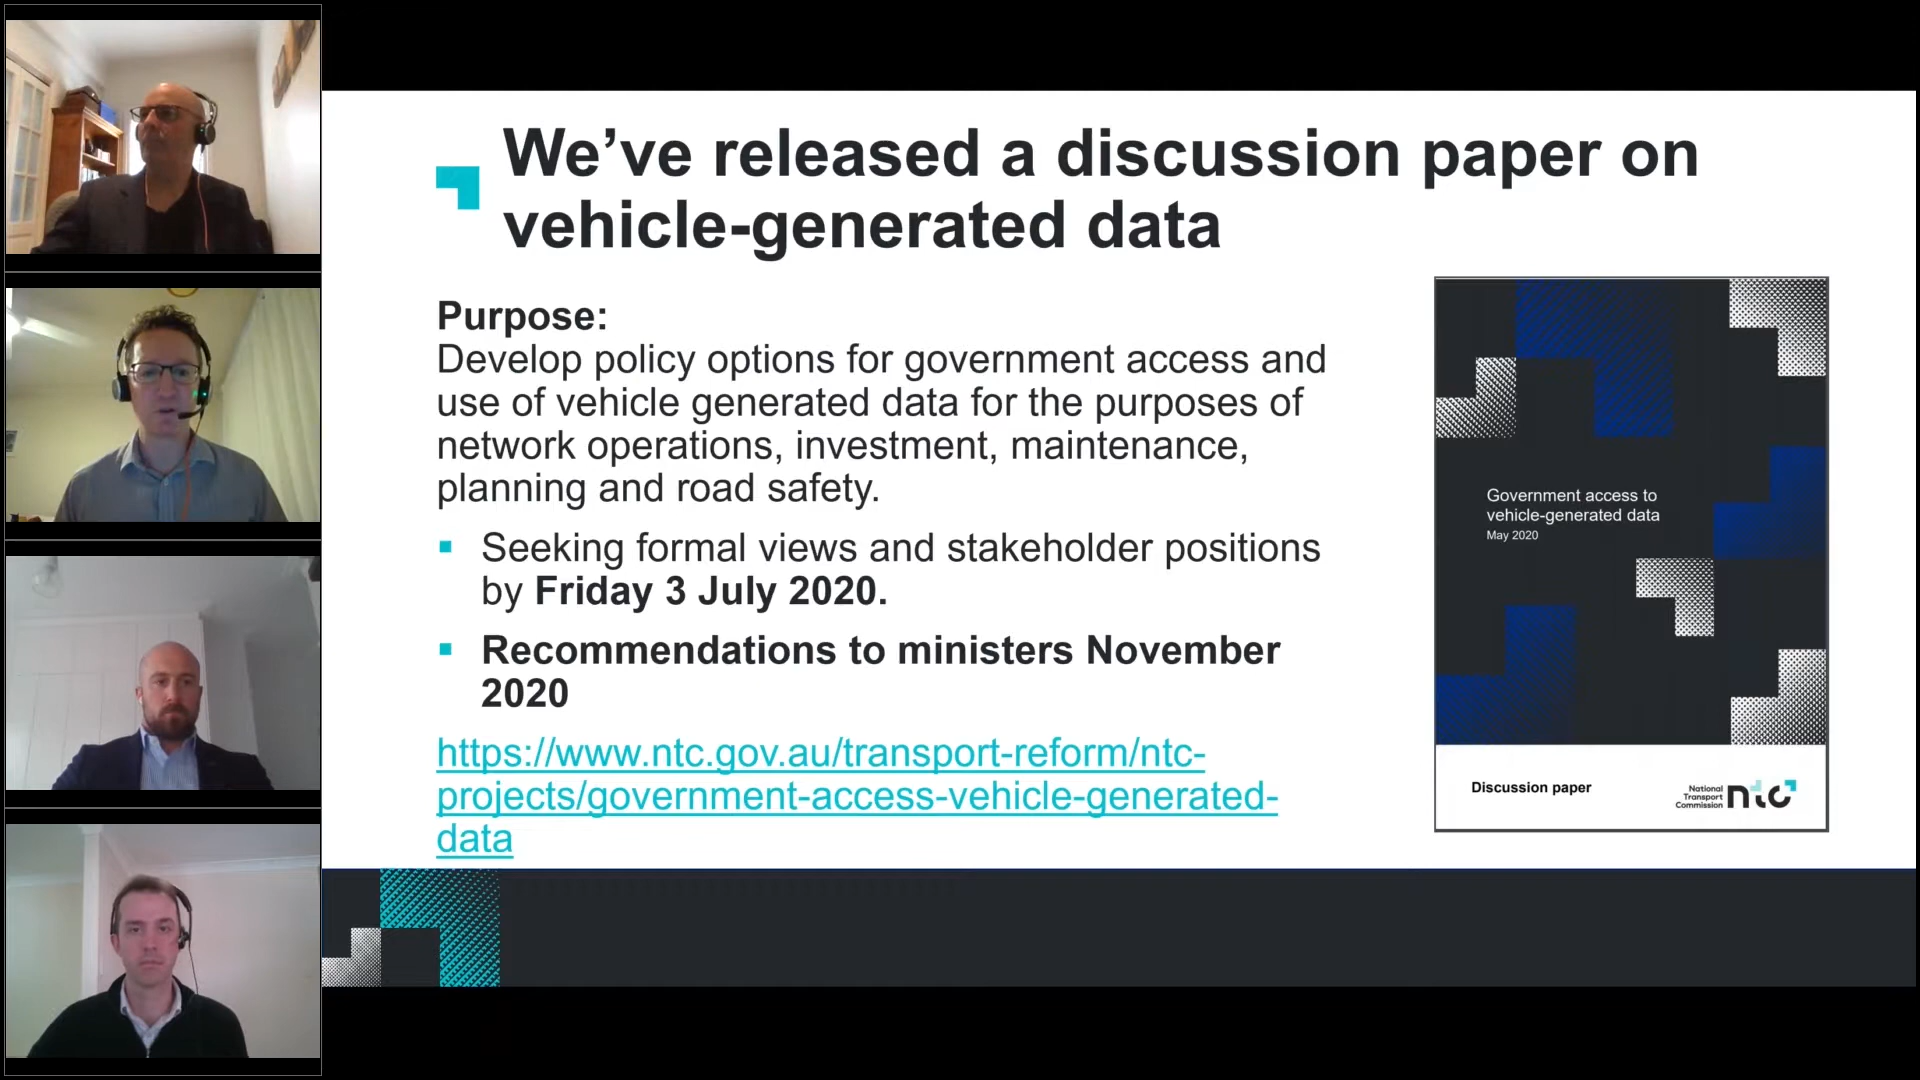 We've released a discussion paper on
vehicle-generated data
Purpose:
Develop policy options for government access and
use of vehicle generated data for the purposes of
network operations, investment, maintenance,
planning and road safety.
▪ Seeking formal views and stakeholder positions
by Friday 3 July 2020.
▪ Recommendations to ministers November
2020
https://www.ntc.gov.au/transport-reform/ntc-
projects/government-access-vehicle-generated-
data
Government access to
vehicle-generated data
May 2020
Discussion paper
National
Transport
Commission
ntc